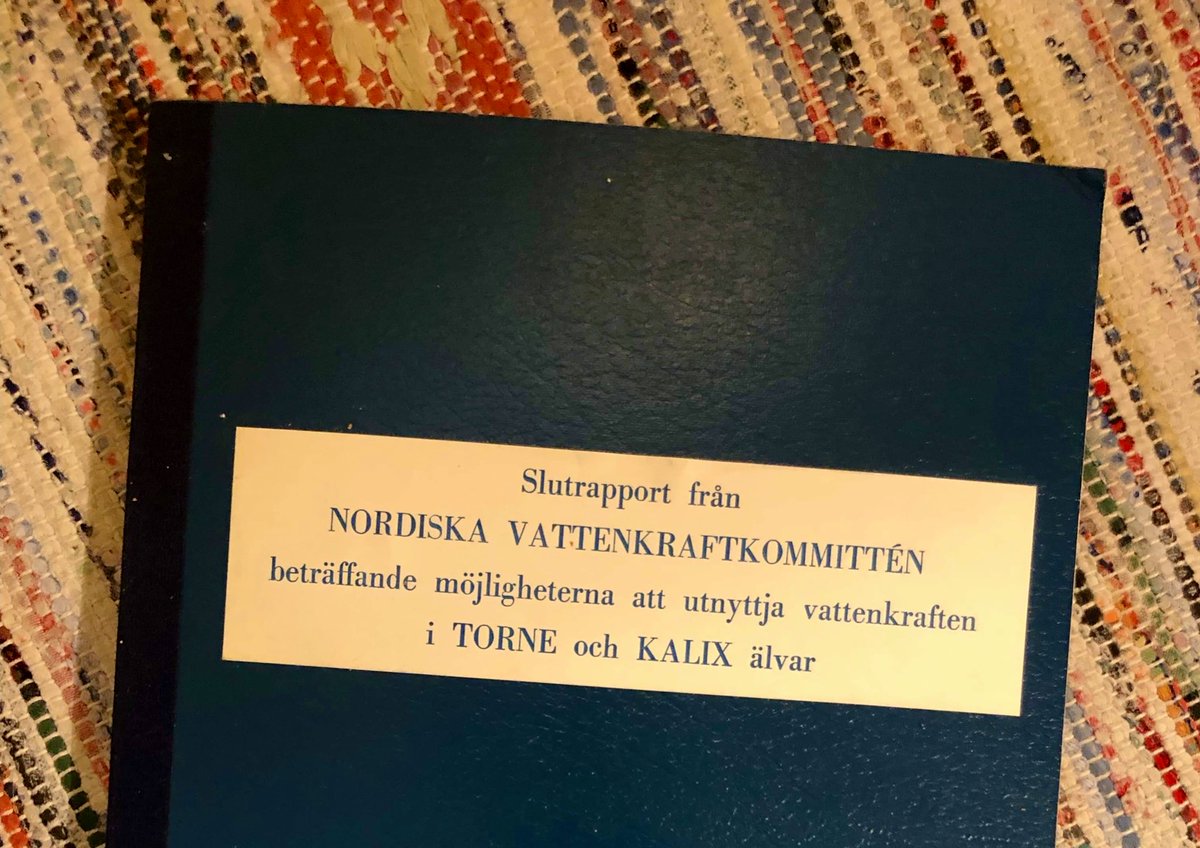 Slutrapport från
NORDISKA VATTENKRAFTKOMMITTÉN
beträffande möjligheterna att utnyttja vattenkraften
i TORNE och KALIX älvar